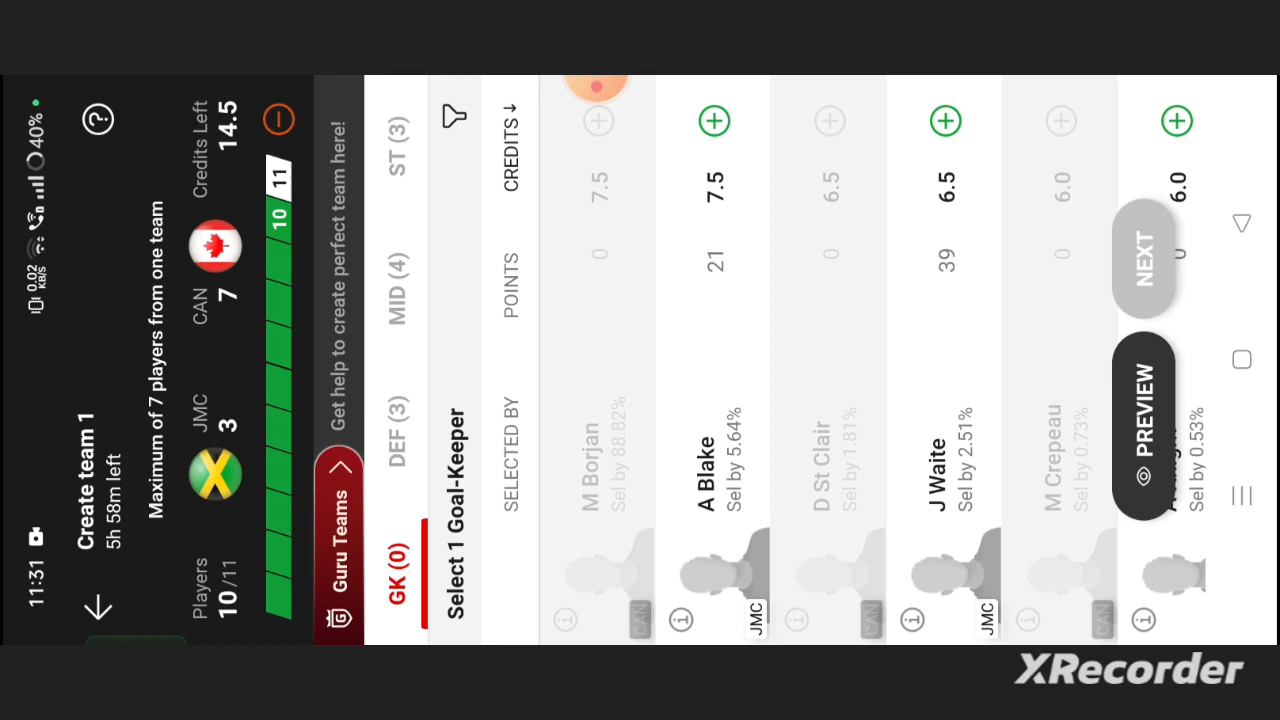 11:31
0.02 KB/S
40%
Create team 1
5h 58m left
Maximum of 7 players from one team
Players
10/11
JMC
3
CAN
7
Credits Left
14.5
10
11
Guru Teams
Get help to create perfect team here!
GK (0)
DEF (3)
MID (4)
ST (3)
Select 1 Goal-Keeper
SELECTED BY
POINTS
CREDITS
M Borjan
Sel by 88.82%
0
7.5
CAN
A Blake
Sel by 5.64%
21
7.5
JMC
D St Clair
Sel by 1.81%
0
6.5
CAN
J Waite
Sel by 2.51%
39
6.5
JMC
M Crepeau
Sel by 0.73%
0
6.0
CAN
Sel by 0.53%
0
6.0
PREVIEW
NEXT
XRecorder